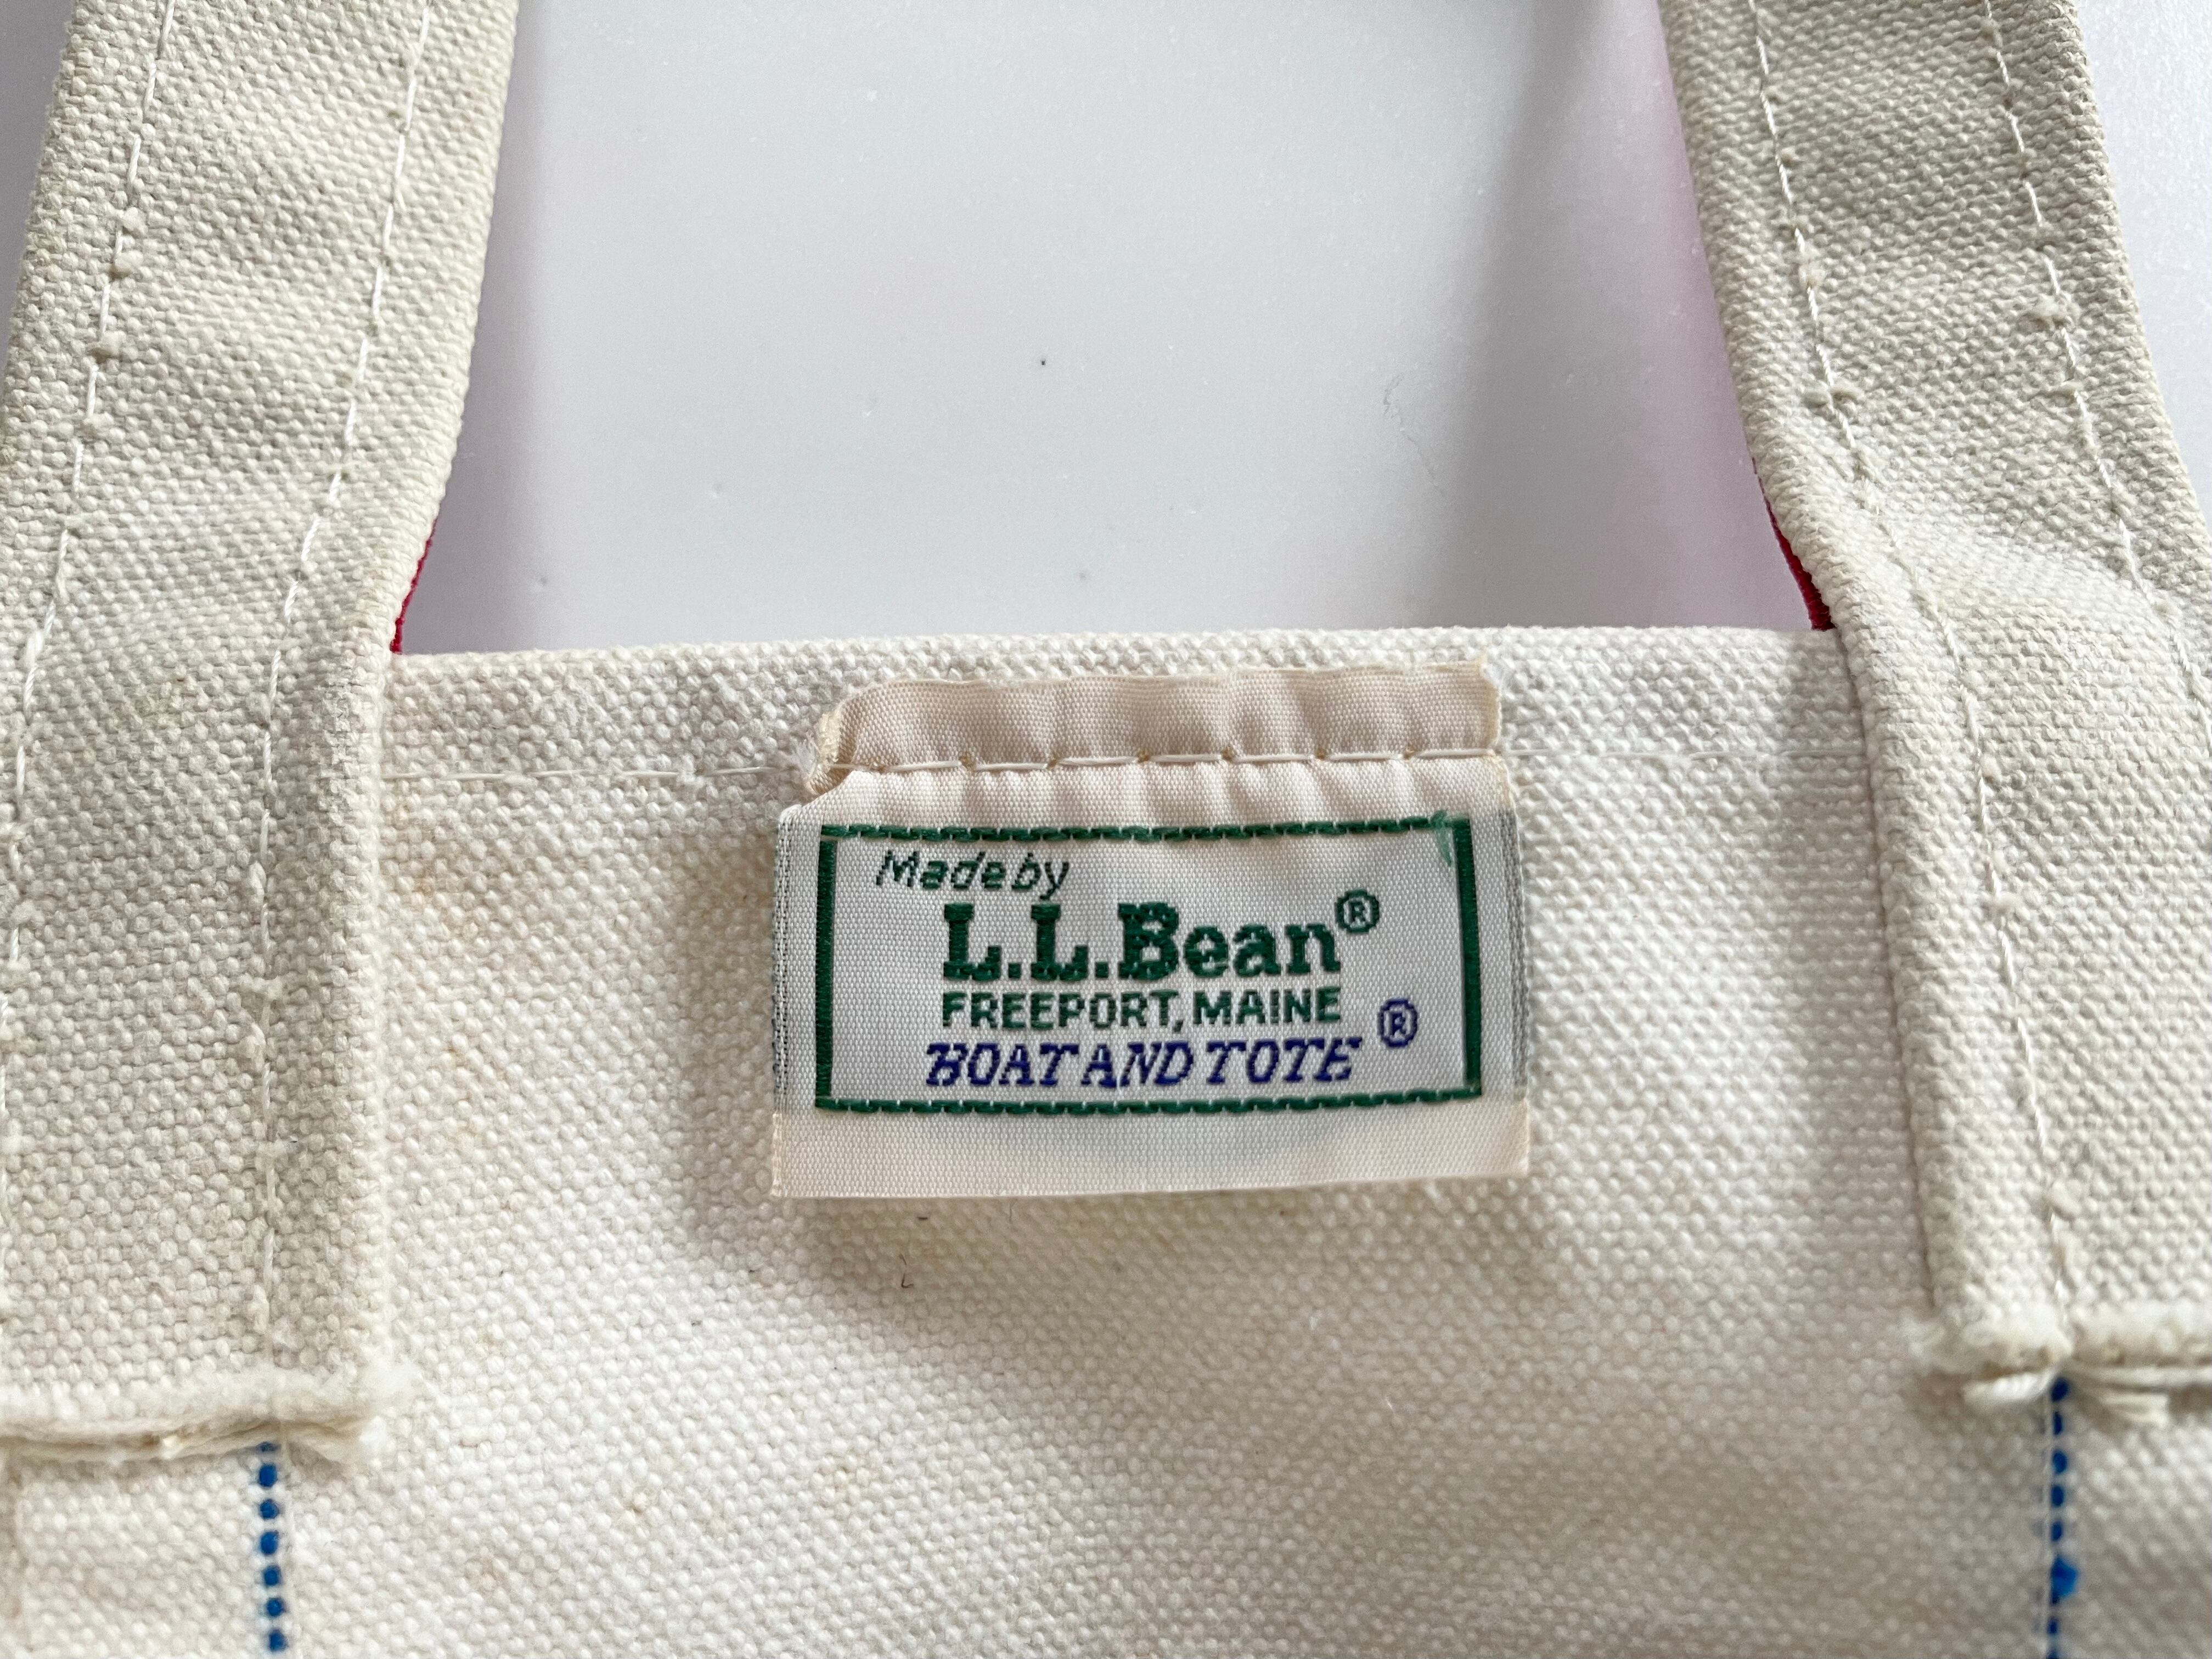 Made by
L.L.Bean®
FREEPORT, MAINE
BOAT AND TOTE®